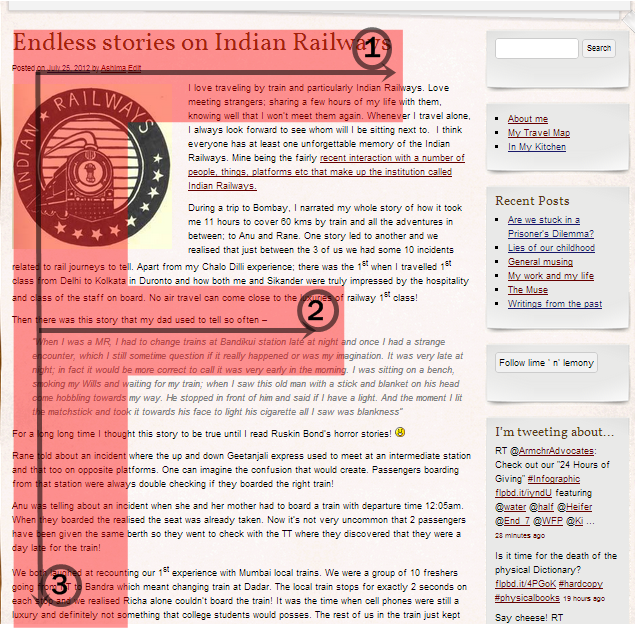 Endless stories on Indian Railways
1
Posted on July 25, 2012 by Ashima Edit
INDIAN ★ RAILWAYS
I love traveling by train and particularly Indian Railways. Love
meeting strangers; sharing a few hours of my life with them,
knowing well that I won't meet them again. Whenever I travel alone,
I always look forward to see whom will I be sitting next to. I think
everyone has at least one unforgettable memory of the Indian
Railways. Mine being the fairly recent interaction with a number of
people, things, platforms etc that make up the institution called
Indian Railways.
During a trip to Bombay, I narrated my whole story of how it took
me 11 hours to cover 60 kms by train and all the adventures in
between; to Anu and Rane. One story led to another and we
realised that just between the 3 of us we had some 10 incidents
related to rail journeys to tell. Apart from my Chalo Dilli experience; there was the 1st when I travelled 1st
class from Delhi to Kolkata in Duronto and how both me and Sikander were truly impressed by the hospitality
and class of the staff on board. No air travel can come close to the luxuries of railway 1st class!
2
Then there was this story that my dad used to tell so often –
"When I was a MR, I had to change trains at Bandikui station late at night and once I had a strange
encounter, which I still sometime question if it really happened or was my imagination. It was very late at
night; in fact it would be more correct to call it was very early in the morning. I was sitting on a bench,
smoking my Wills and waiting for my train; when I saw this old man with a stick and blanket on his head
come hobbling towards my way. He stopped in front of him and said if I have a light. And the moment I lit
the matchstick and took it towards his face to light his cigarette all I saw was blankness"
For a long long time I thought this story to be true until I read Ruskin Bond's horror stories!
Rane told about an incident where the up and down Geetanjali express used to meet at an intermediate station
and that too on opposite platforms. One can imagine the confusion that would create. Passengers boarding
from that station were always double checking if they boarded the right train!
Anu was telling about an incident when she and her mother had to board a train with departure time 12:05am.
When they boarded the realised the seat was already taken. Now it's not very uncommon that 2 passengers
have been given the same berth so they went to check with the TT where they discovered that they were a
day late for the train!
We both laughed at recounting our 1st experience with Mumbai local trains. We were a group of 10 freshers
going from to Bandra which meant changing train at Dadar. The local train stops for exactly 2 seconds on
each stop and we realised Richa alone couldn't board the train! It was the time when cell phones were still a
luxury and definitely not something that college students could possess. The rest of us in the train just kept
3
Search
About me
My Travel Map
In My Kitchen
Recent Posts
Are we stuck in a
Prisoner's Dilemma?
Lies of our childhood
General musing
My work and my life
The Muse
Writings from the past
Follow lime ' n' lemony
I'm tweeting about...
RT @ArmchrAdvocates:
Check out our "24 Hours of
Giving" #Infographic
flpbd.it/iyndU featuring
@water @half @Heifer
@End_7 @WFP @Ki ...
28 minutes ago
Is it time for the death of the
physical Dictionary?
flpbd.it/4PGoK #hardcopy
#physicalbooks 19 hours ago
Say cheese! RT